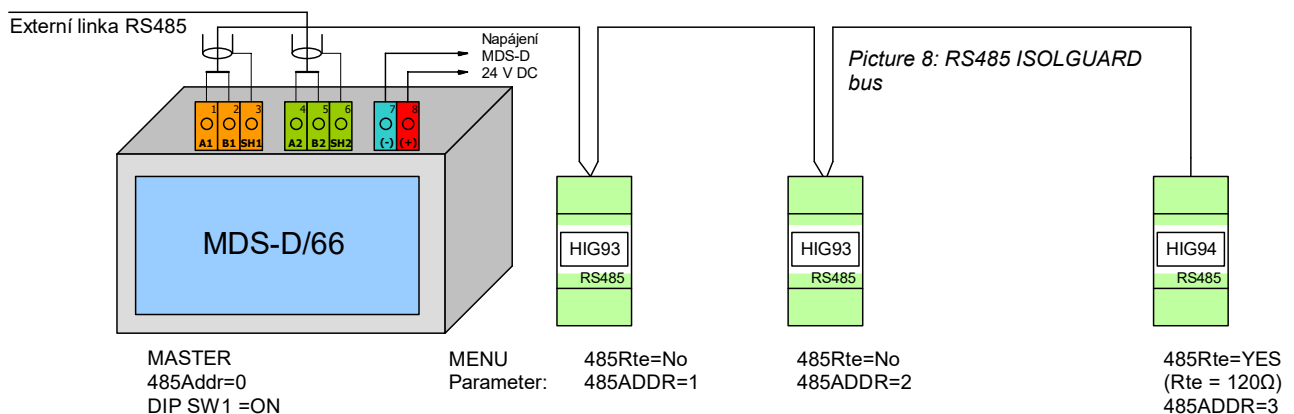 Externí linka RS485
Napájení
MDS-D
24 V DC
Picture 8: RS485 ISOLGUARD
bus
1 2 3 4 5 6 7 8
A1 B1 SH1 A2 B2 SH2 (-) (+)
MDS-D/66
HIG93
RS485
HIG93
RS485
HIG94
RS485
MASTER
485Addr=0
DIP SW1 =ON
MENU
Parameter:
485Rte=No
485ADDR=1
485Rte=No
485ADDR=2
485Rte=YES
(Rte = 120Ω)
485ADDR=3